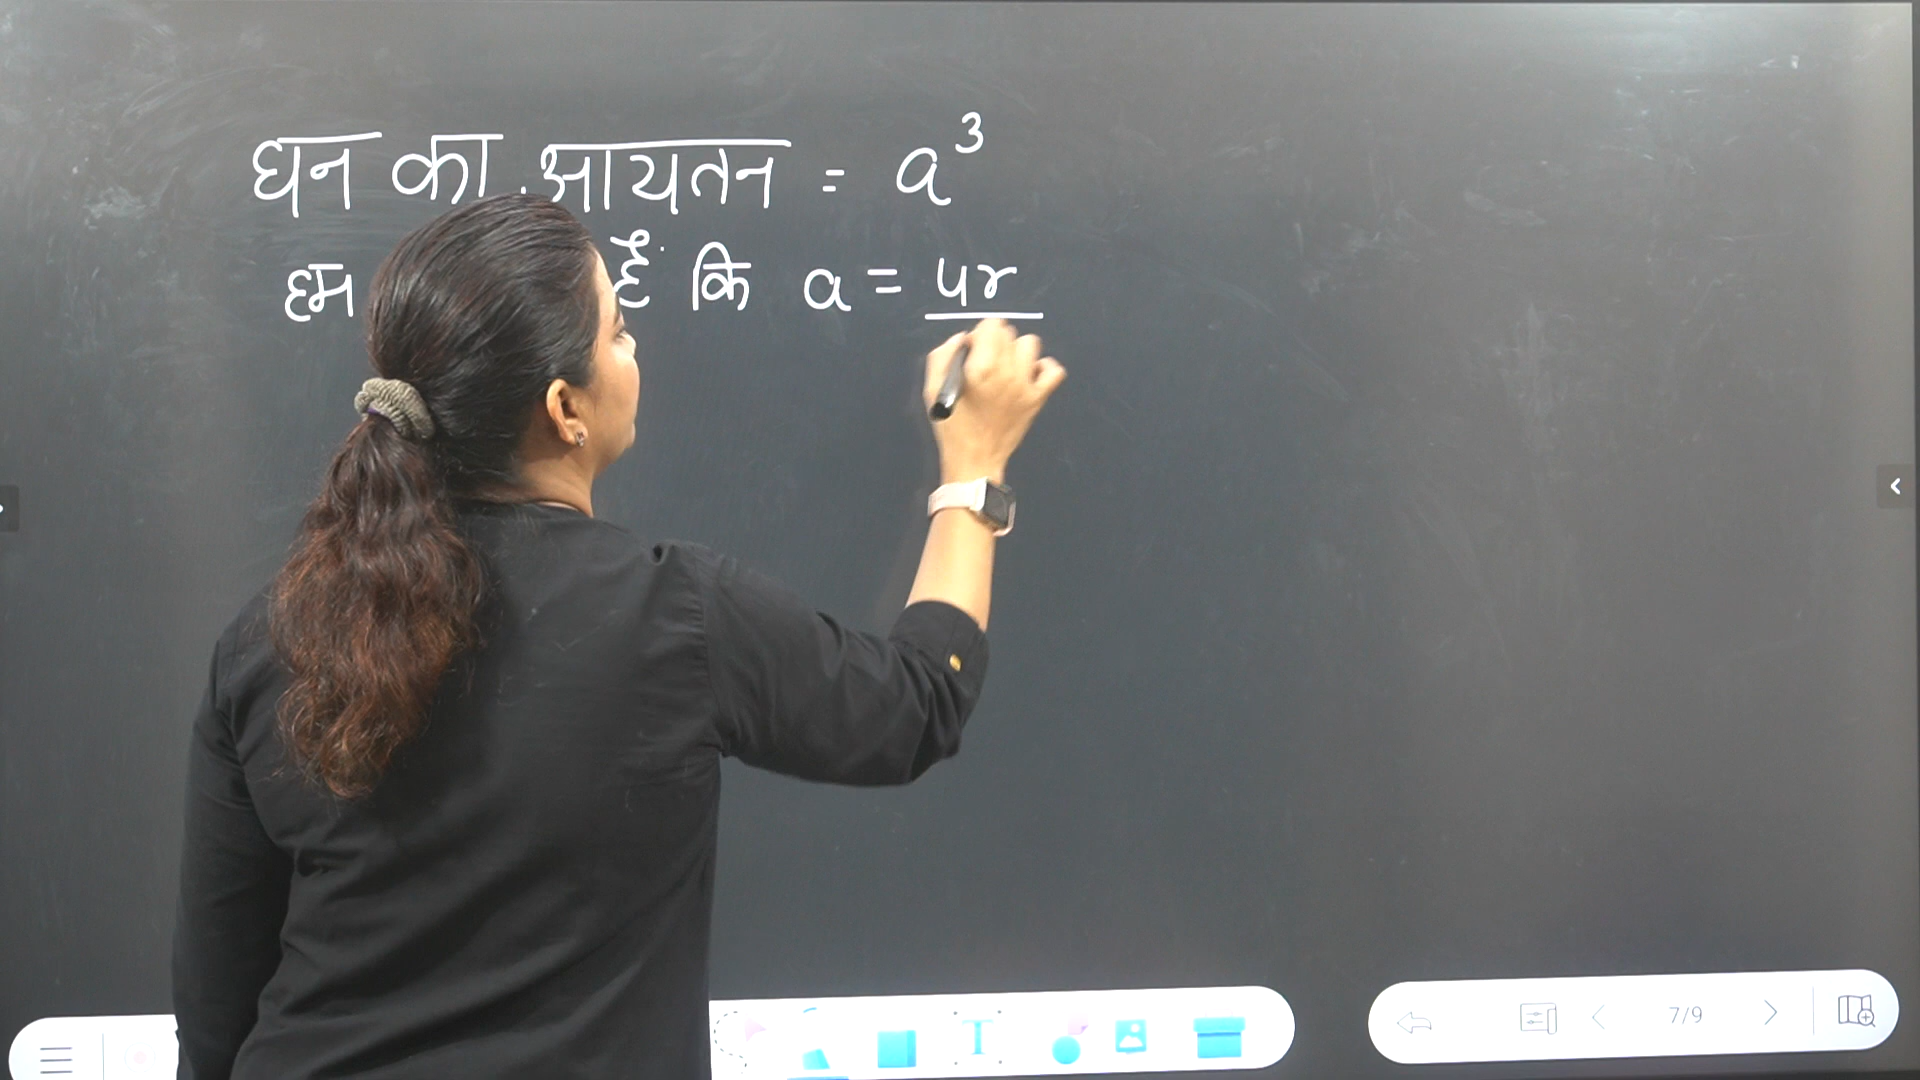 घन का आयतन = a³
हम हैं कि a = 4r
T
7/9